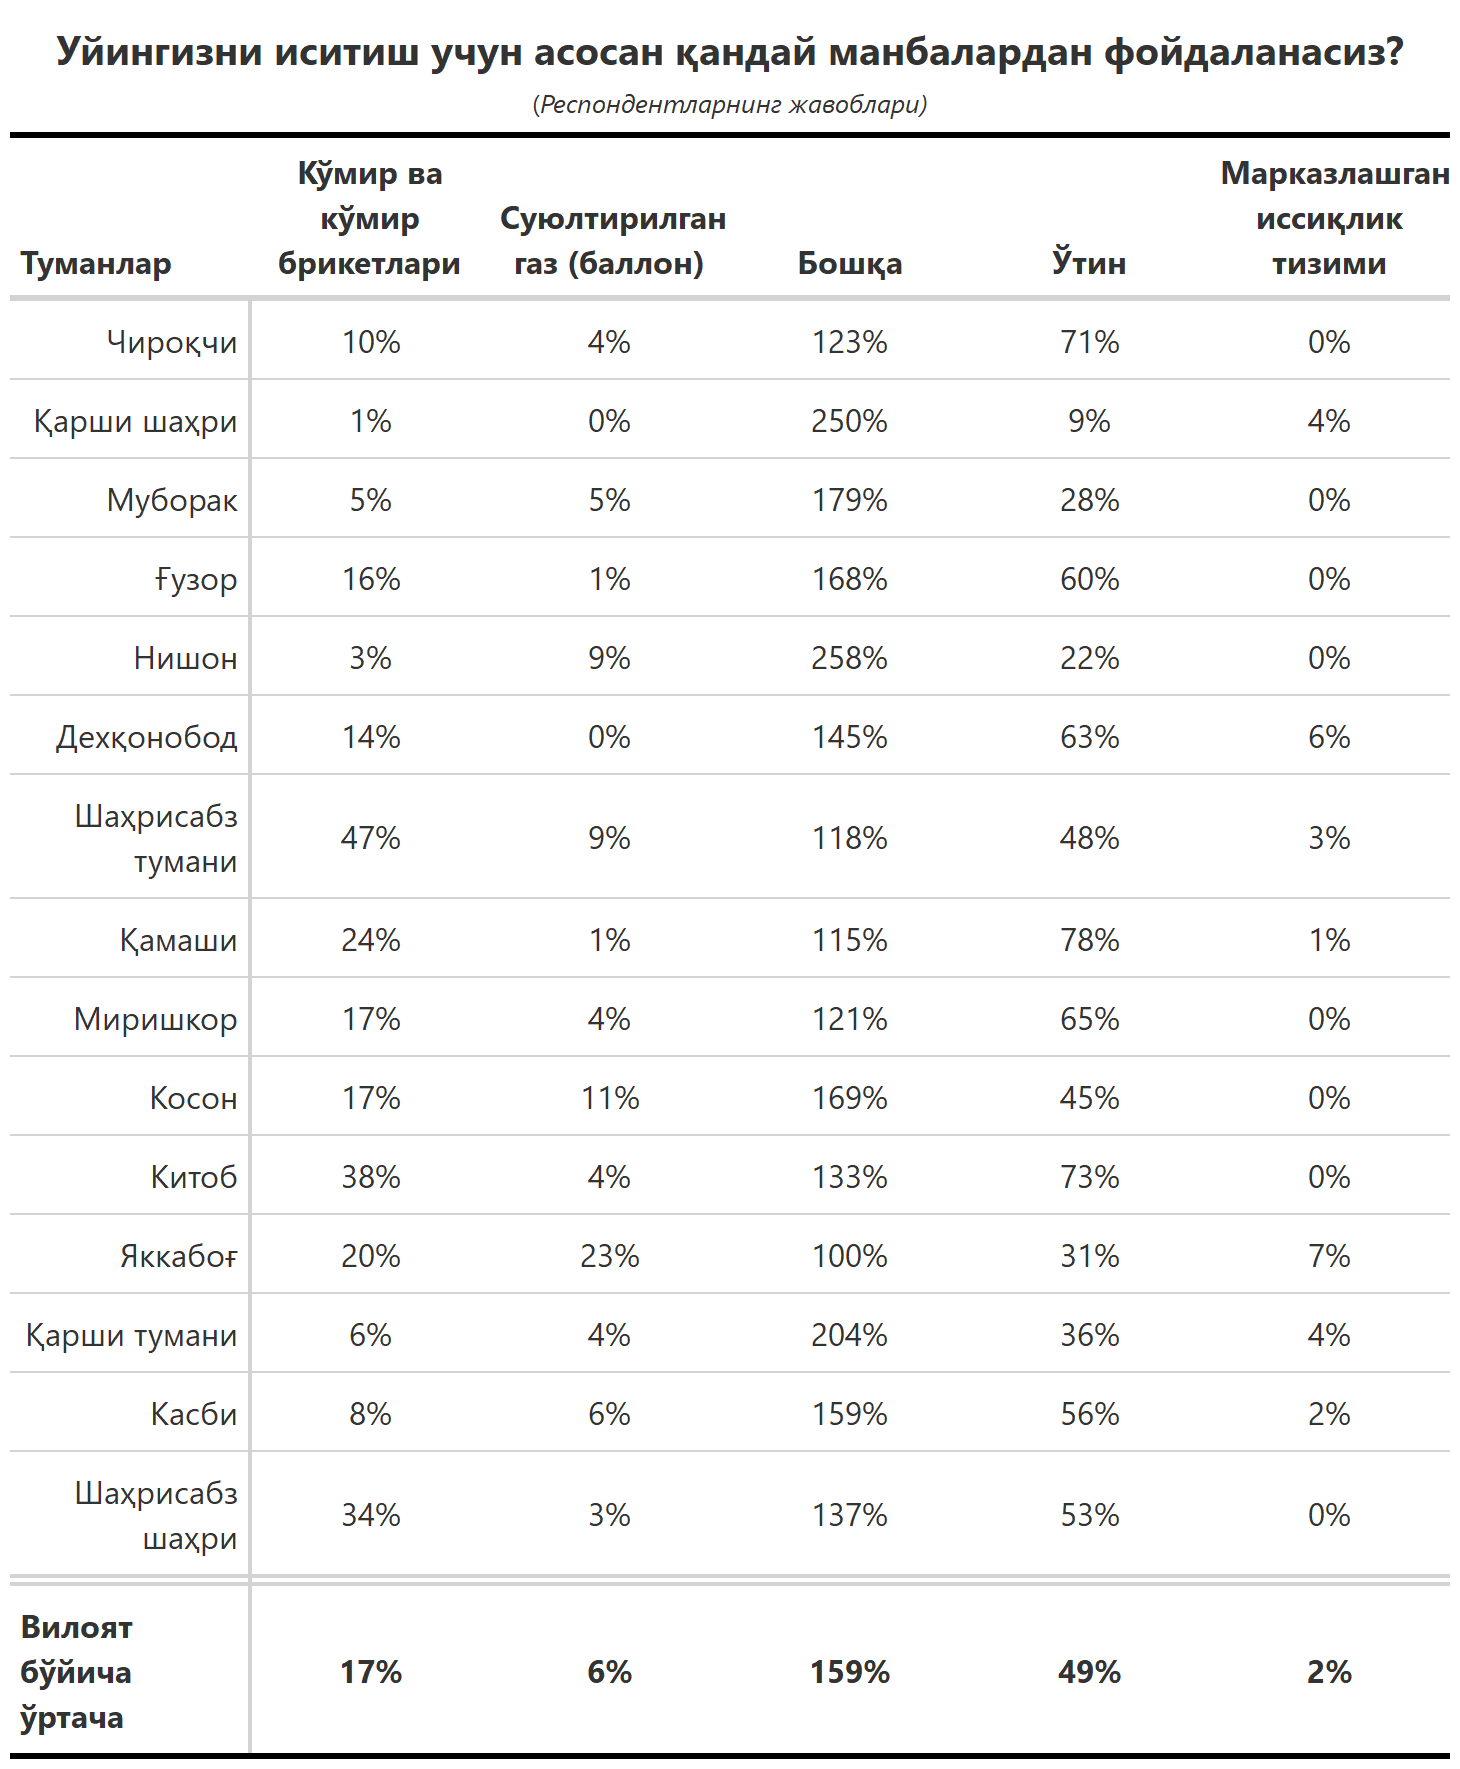 Уйингизни иситиш учун асосан қандай манбалардан фойдаланасиз?
(Респондентларнинг жавоблари)
Туманлар Кўмир ва кўмир брикетлари Суюлтирилган газ (баллон) Бошқа Ўтин Марказлашган иссиқлик тизими
Чироқчи 10% 4% 123% 71% 0%
Қарши шаҳри 1% 0% 250% 9% 4%
Муборак 5% 5% 179% 28% 0%
Ғузор 16% 1% 168% 60% 0%
Нишон 3% 9% 258% 22% 0%
Дехқонобод 14% 0% 145% 63% 6%
Шаҳрисабз тумани 47% 9% 118% 48% 3%
Қамаши 24% 1% 115% 78% 1%
Миришкор 17% 4% 121% 65% 0%
Косон 17% 11% 169% 45% 0%
Китоб 38% 4% 133% 73% 0%
Яккабоғ 20% 23% 100% 31% 7%
Қарши тумани 6% 4% 204% 36% 4%
Касби 8% 6% 159% 56% 2%
Шаҳрисабз шаҳри 34% 3% 137% 53% 0%
Вилоят бўйича ўртача 17% 6% 159% 49% 2%